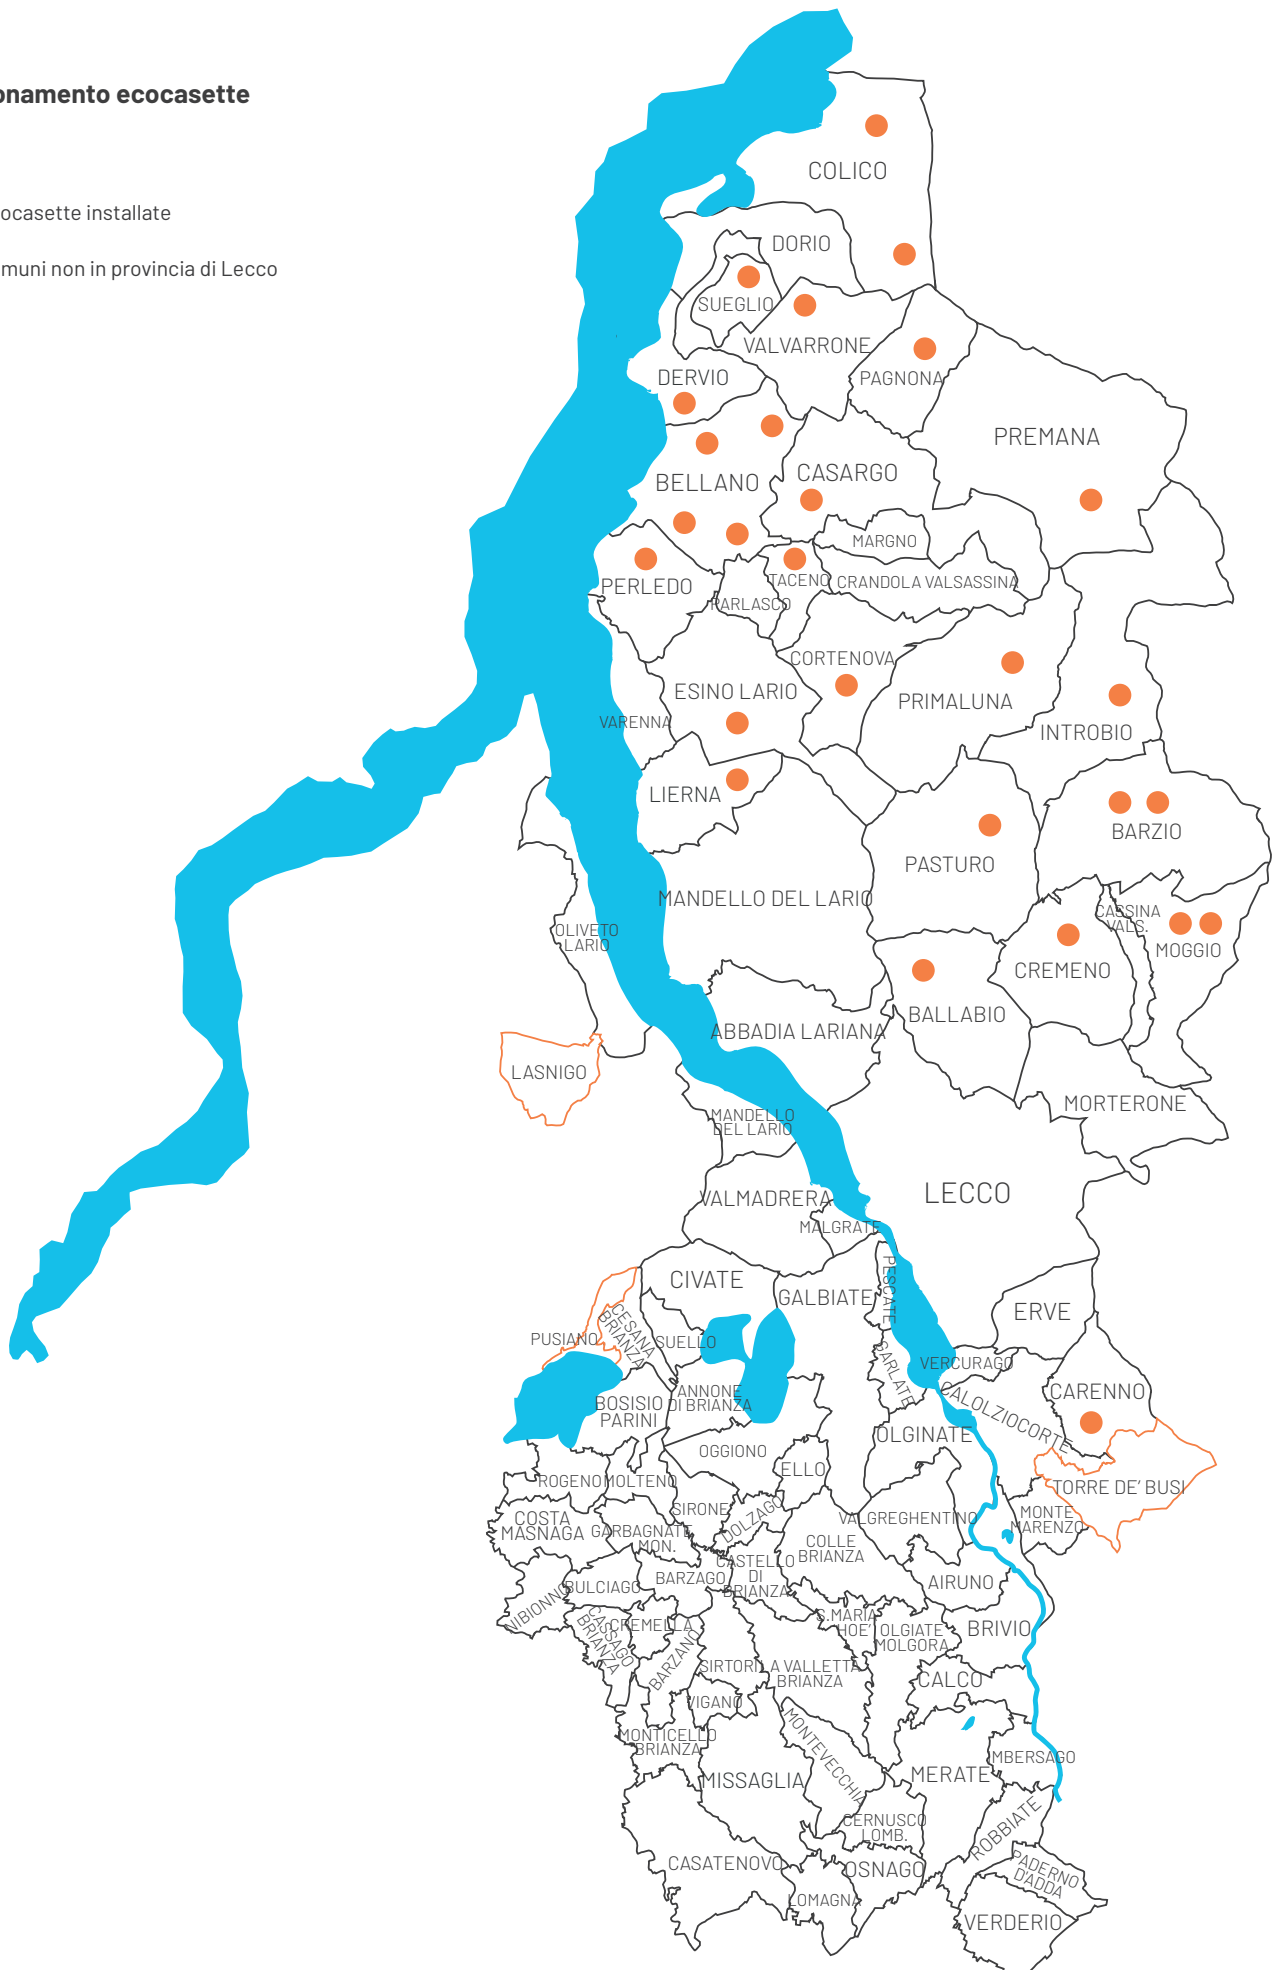 onamento ecocasette
ocasette installate
muni non in provincia di Lecco
COLICO
DORIO
SUEGLIO
VALVARRONE
DERVIO
PAGNONA
PREMANA
CASARGO
BELLANO
MARGNO
TACENO
CRANDOLA VALSASSINA
PERLEDO
PARLASCO
CORTENOVA
ESINO LARIO
PRIMALUNA
VARENNA
INTROBIO
LIERNA
BARZIO
PASTURO
MANDELLO DEL LARIO
CASSINA
VALS.
OLIVETO
LARIO
MOGGIO
CREMENO
BALLABIO
ABBADIA LARIANA
LASNIGO
MORTERONE
MANDELLO
DEL LARIO
LECCO
VALMADRERA
MALGRATE
CIVATE
PESCATE
GALBIATE
ERVE
CESANA
BRIANZA
PUSIANO
SUELLO
VERCURAGO
GARLATE
ANNONE
DI BRIANZA
CARENNO
BOSISIO
PARINI
CALOLZIOCORTE
OLGINATE
OGGIONO
ELLO
ROGENO
MOLTENO
TORRE DE' BUSI
SIRONE
DOLZAGO
COSTA
MASNAGA
GARBAGNATE
MON.
VALGREGHENTINO
MONTE
MARENZO
COLLE
BRIANZA
CASTELLO
DI
BRIANZA
BARZAGO
BULCIAGO
AIRUNO
NIBIONNO
CASSAGO
BRIANZA
CREMELLA
S.MARIA
HOE'
OLGIATE
MOLGORA
BRIVIO
BARZANO
SIRTORI
LA VALLETTA
BRIANZA
CALCO
VIGANO
MONTICELLO
BRIANZA
MONTEVECCHIA
MBERSAGO
MISSAGLIA
MERATE
CERNUSCO
LOMB.
ROBBIATE
CASATENOVO
OSNAGO
PADERNO
D'ADDA
LOMAGNA
VERDERIO